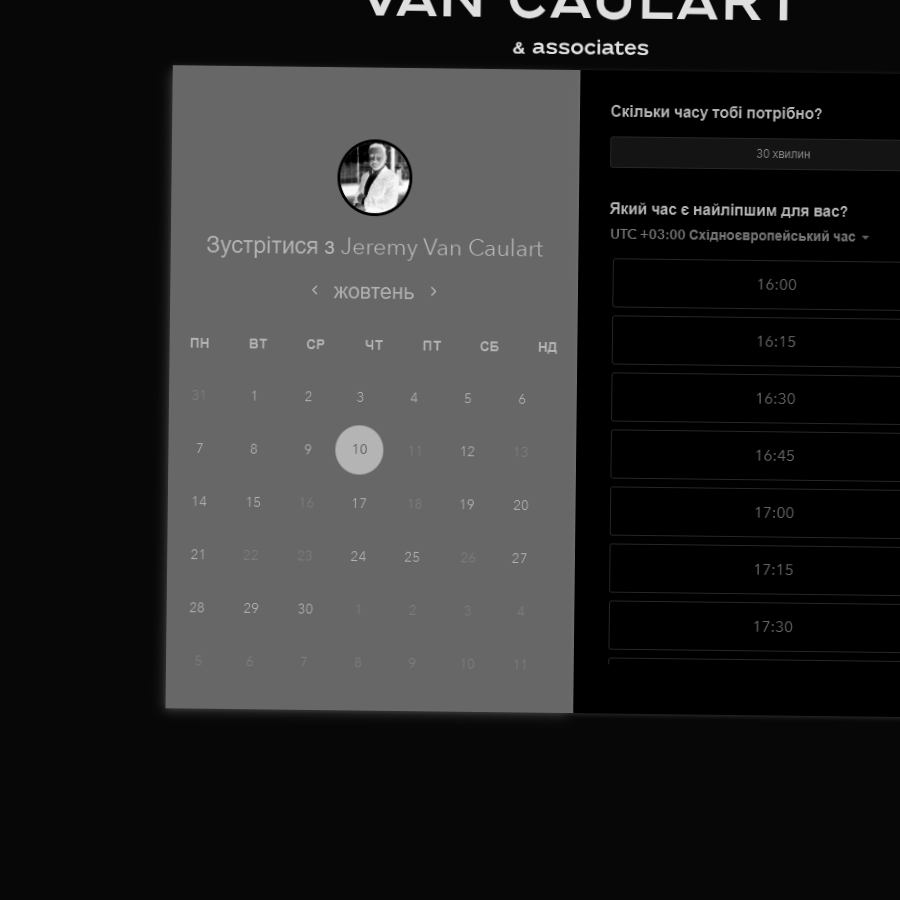 VAN CAULART
& associates
Зустрітися з Jeremy Van Caulart
‹ жовтень ›
ПН ВТ СР ЧТ ПТ СБ НД
31 1 2 3 4 5 6
7 8 9 10 11 12 13
14 15 16 17 18 19 20
21 22 23 24 25 26 27
28 29 30 1 2 3 4
5 6 7 8 9 10 11
Скільки часу тобі потрібно?
30 хвилин
Який час є найліпшим для вас?
UTC +03:00 Східноєвропейський час
16:00
16:15
16:30
16:45
17:00
17:15
17:30